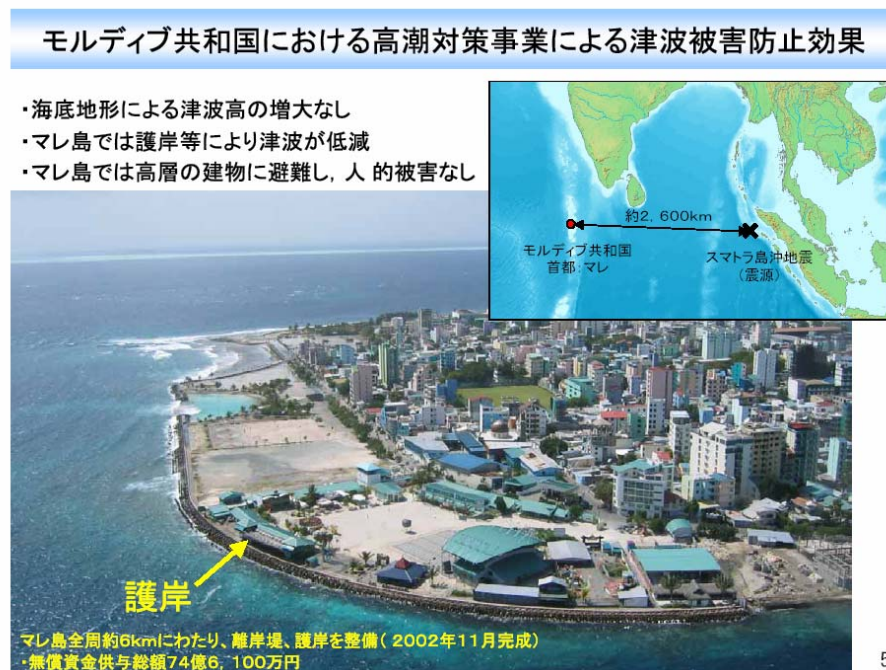 モルディブ共和国における高潮対策事業による津波被害防止効果
・海底地形による津波高の増大なし
・マレ島では護岸等により津波が低減
・マレ島では高層の建物に避難し，人的被害なし
約2，600km
モルディブ共和国
首都：マレ
スマトラ島沖地震
（震源）
護岸
マレ島全周約6kmにわたり、離岸堤、護岸を整備（2002年11月完成）
・無償資金供与総額74億6，100万円
5